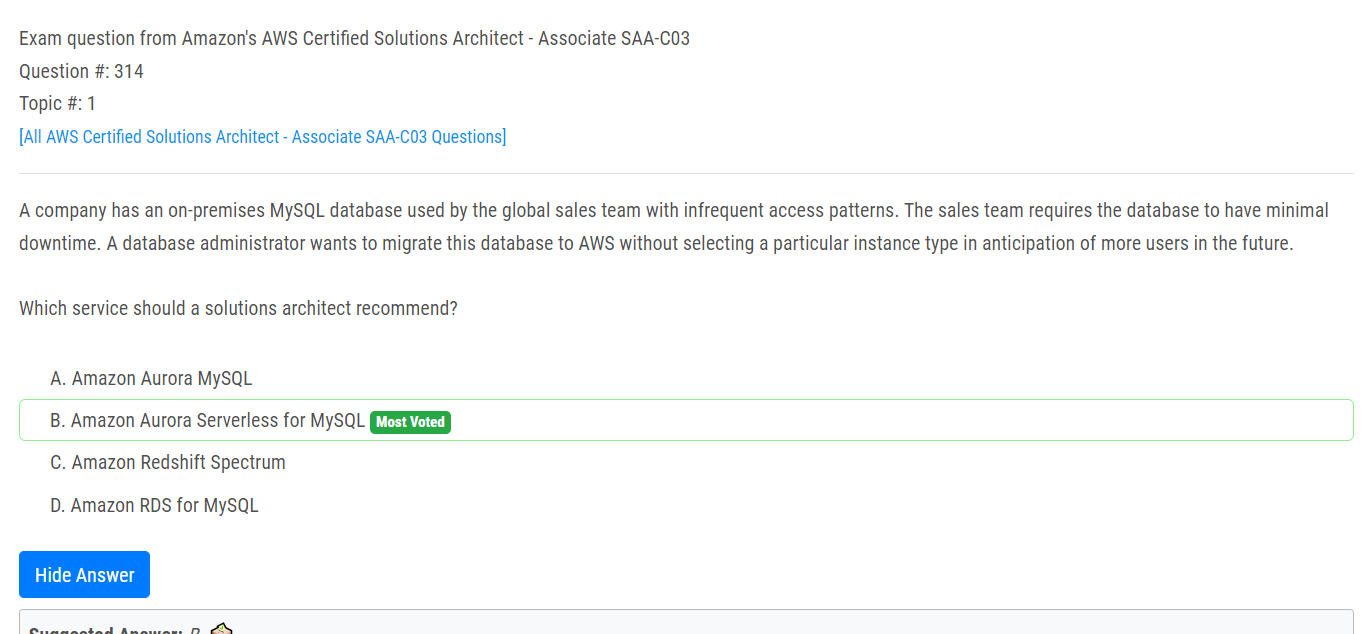 Exam question from Amazon's AWS Certified Solutions Architect - Associate SAA-C03
Question #: 314
Topic #: 1
[All AWS Certified Solutions Architect - Associate SAA-C03 Questions]
A company has an on-premises MySQL database used by the global sales team with infrequent access patterns. The sales team requires the database to have minimal
downtime. A database administrator wants to migrate this database to AWS without selecting a particular instance type in anticipation of more users in the future.
Which service should a solutions architect recommend?
A. Amazon Aurora MySQL
B. Amazon Aurora Serverless for MySQL Most Voted
C. Amazon Redshift Spectrum
D. Amazon RDS for MySQL
Hide Answer
Suggested Answer: B